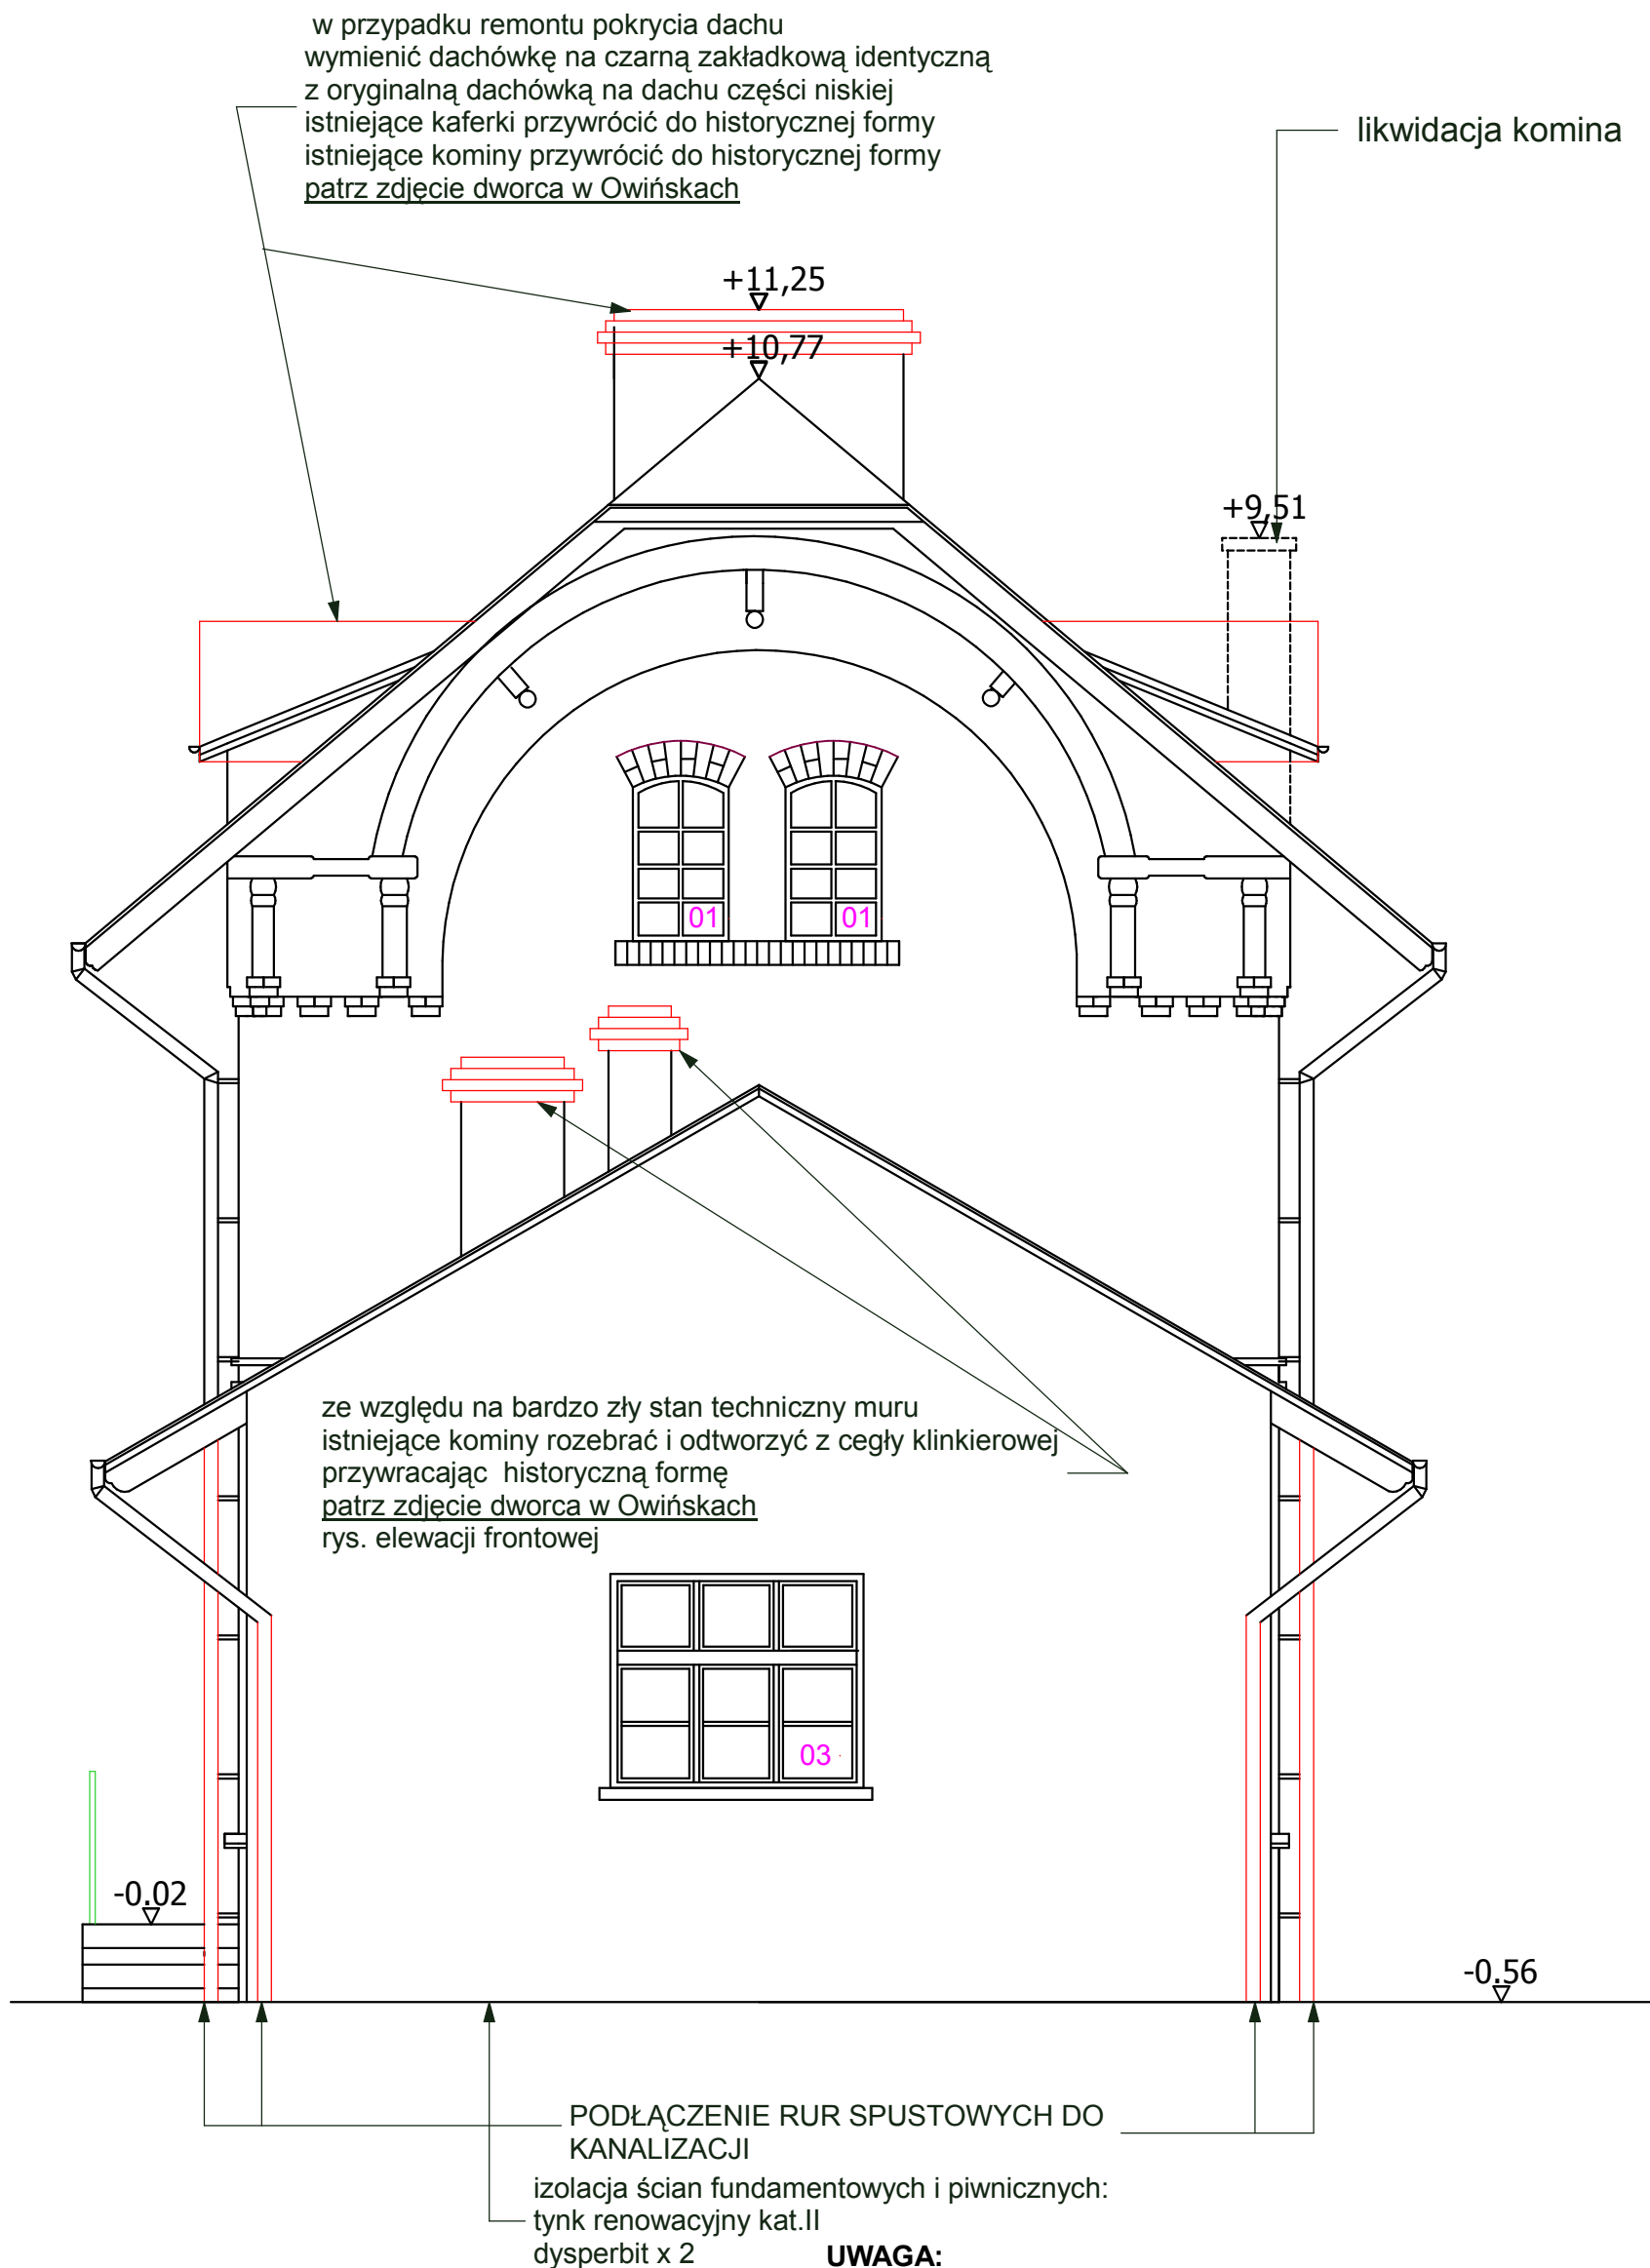 w przypadku remontu pokrycia dachu
wymienić dachówkę na czarną zakładkową identyczną
z oryginalną dachówką na dachu części niskiej
istniejące kaferki przywrócić do historycznej formy
istniejące kominy przywrócić do historycznej formy
patrz zdjęcie dworca w Owińskach
likwidacja komina
+11,25
+10,77
+9,51
01 01
ze względu na bardzo zły stan techniczny muru
istniejące kominy rozebrać i odtworzyć z cegły klinkierowej
przywracając historyczną formę
patrz zdjęcie dworca w Owińskach
rys. elewacji frontowej
03
-0.02
-0.56
PODŁĄCZENIE RUR SPUSTOWYCH DO
KANALIZACJI
izolacja ścian fundamentowych i piwnicznych:
tynk renowacyjny kat.II
dysperbit x 2
UWAGA: